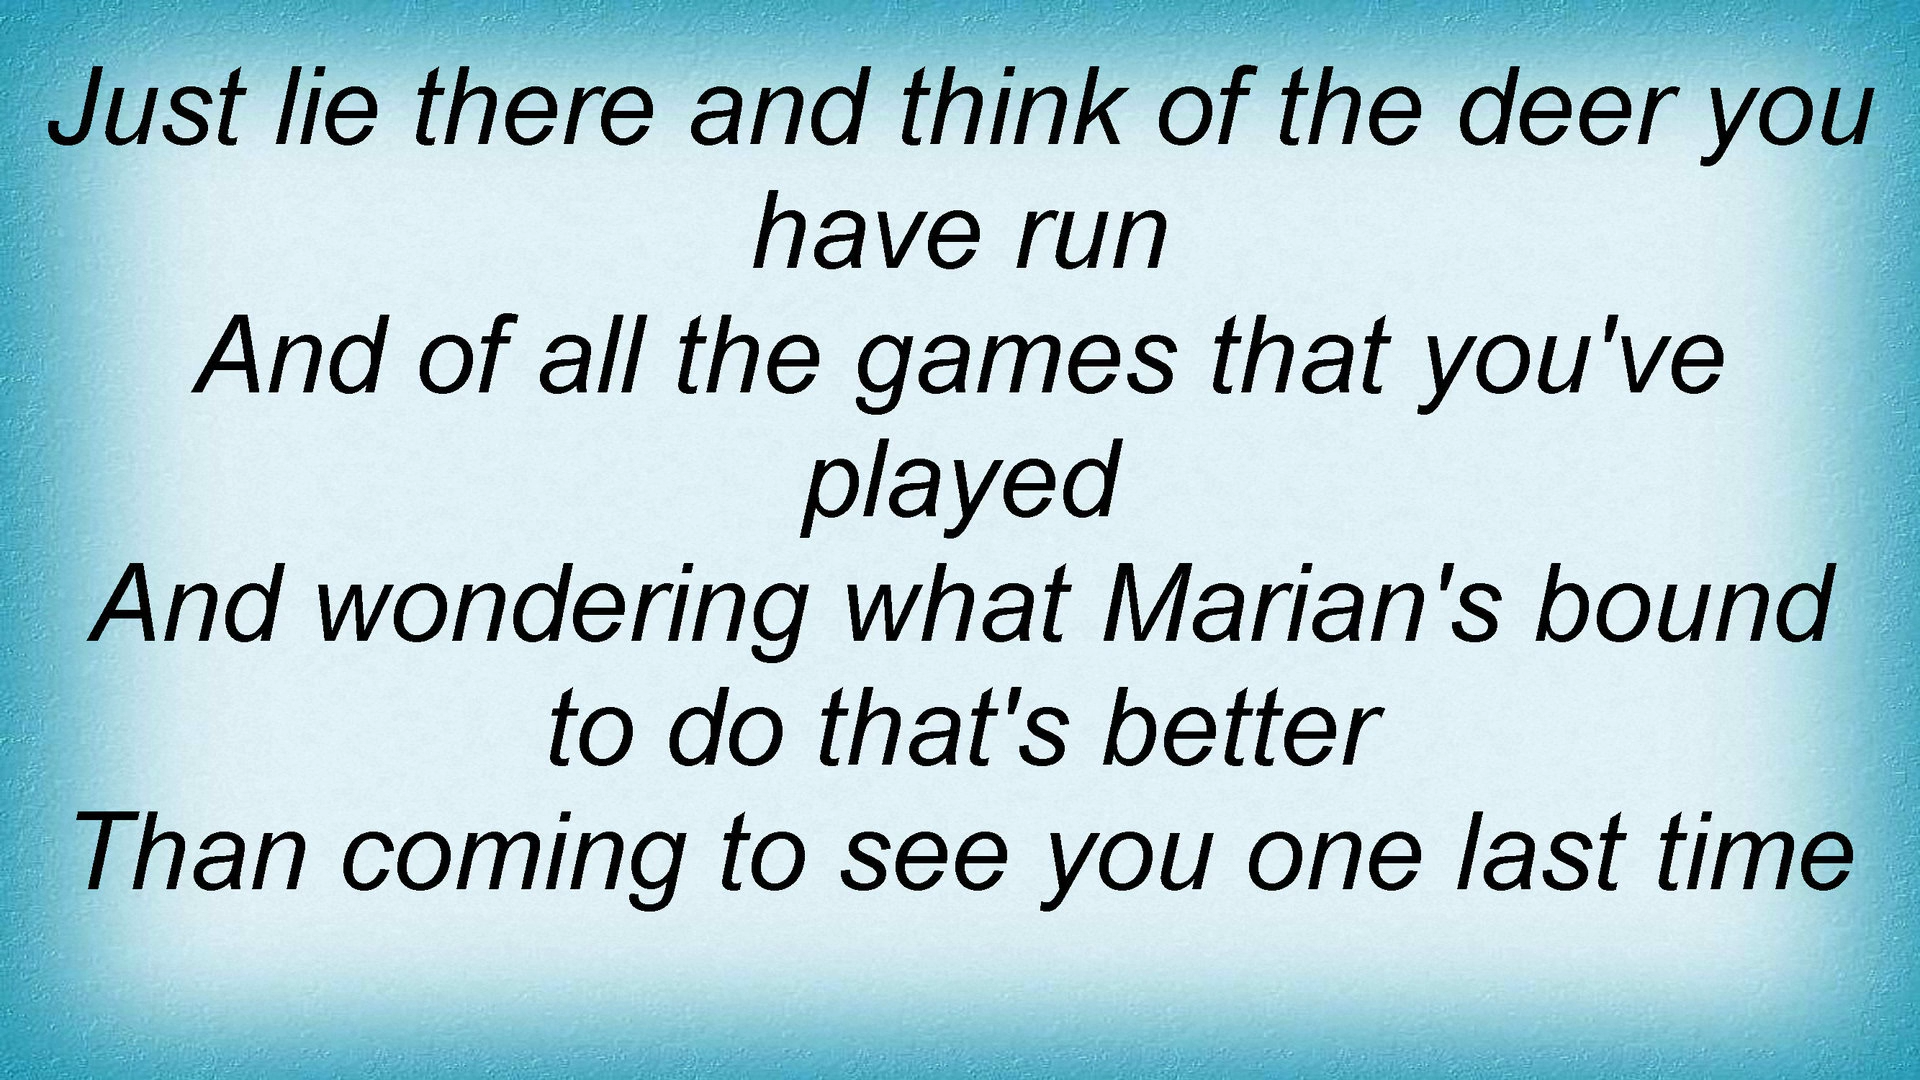 Just lie there and think of the deer you
have run
And of all the games that you've
played
And wondering what Marian's bound
to do that's better
Than coming to see you one last time